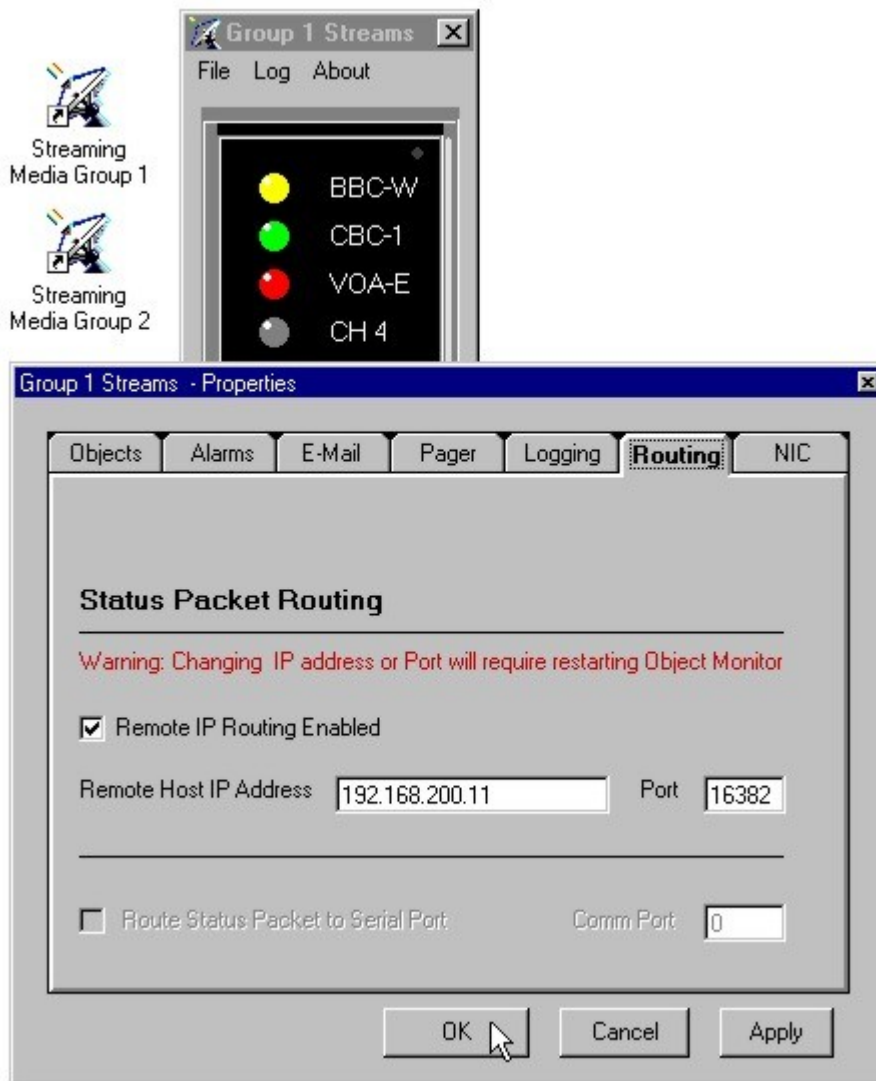 Group 1 Streams
File Log About
Streaming
Media Group 1
Streaming
Media Group 2
BBC-W
CBC-1
VOA-E
CH 4
Group 1 Streams - Properties
Objects Alarms E-Mail Pager Logging Routing NIC
Status Packet Routing
Warning: Changing IP address or Port will require restarting Object Monitor
Remote IP Routing Enabled
Remote Host IP Address 192.168.200.11 Port 16382
Route Status Packet to Serial Port Comm Port 0
OK Cancel Apply